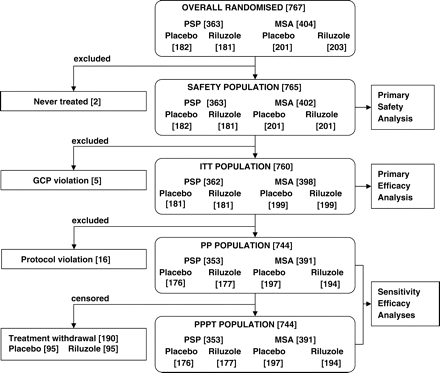 OVERALL RANDOMISED [767]
PSP [363] MSA [404]
Placebo Riluzole Placebo Riluzole
[182] [181] [201] [203]
excluded
Never treated [2]
SAFETY POPULATION [765]
PSP [363] MSA [402]
Placebo Riluzole Placebo Riluzole
[182] [181] [201] [201]
Primary
Safety
Analysis
excluded
GCP violation [5]
ITT POPULATION [760]
PSP [362] MSA [398]
Placebo Riluzole Placebo Riluzole
[181] [181] [199] [199]
Primary
Efficacy
Analysis
excluded
Protocol violation [16]
PP POPULATION [744]
PSP [353] MSA [391]
Placebo Riluzole Placebo Riluzole
[176] [177] [197] [194]
censored
Treatment withdrawal [190]
Placebo [95] Riluzole [95]
PPPT POPULATION [744]
PSP [353] MSA [391]
Placebo Riluzole Placebo Riluzole
[176] [177] [197] [194]
Sensitivity
Efficacy
Analyses